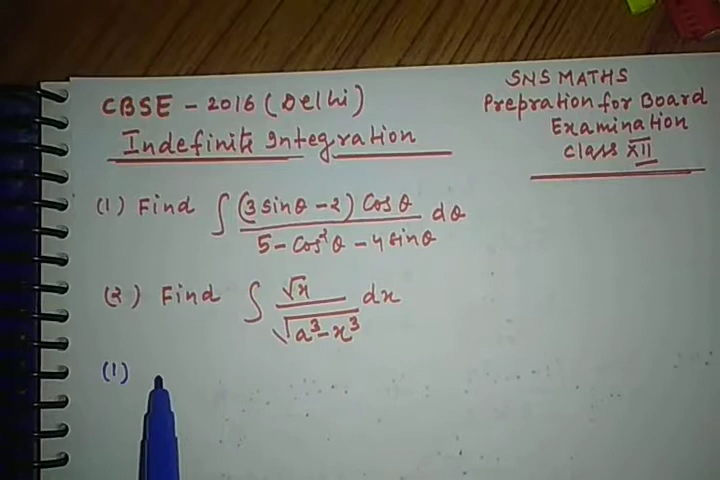 CBSE - 2016 (Delhi)
Indefinite Integration
SNS MATHS
Prepration for Board
Examination
Class XII
(1) Find ∫ (3 sinθ - 2) Cosθ / 5 - Cos²θ - 4 sinθ dθ
(2) Find ∫ √x / √a³-x³ dx
(1)